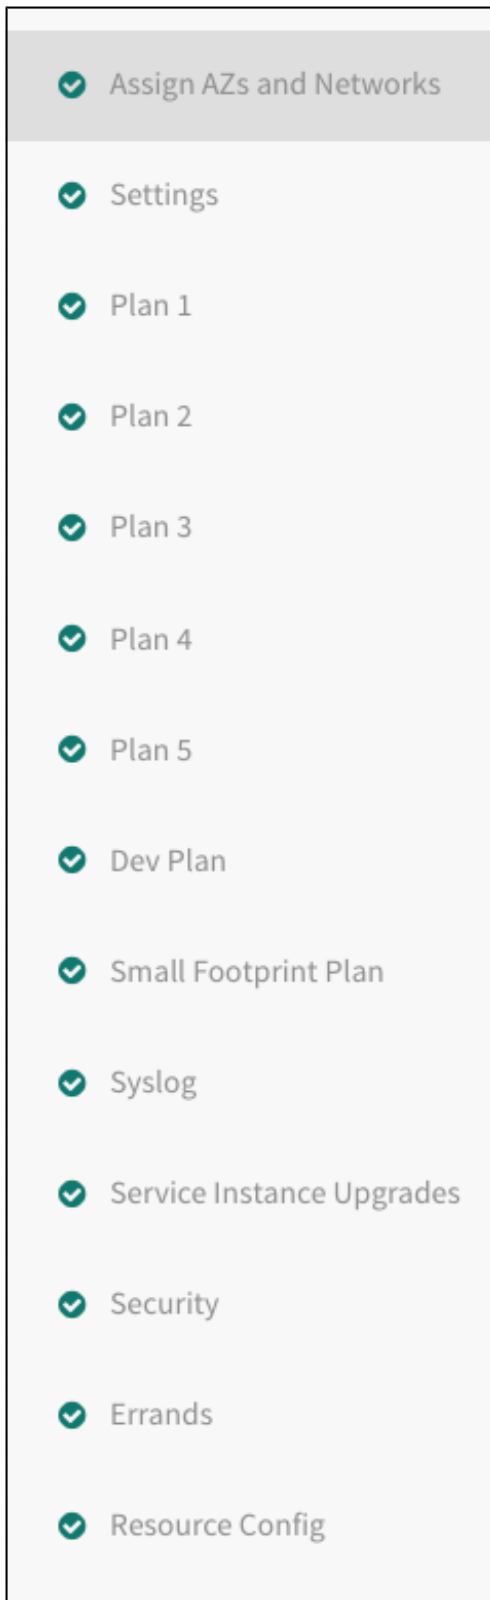 Assign AZs and Networks
Settings
Plan 1
Plan 2
Plan 3
Plan 4
Plan 5
Dev Plan
Small Footprint Plan
Syslog
Service Instance Upgrades
Security
Errands
Resource Config